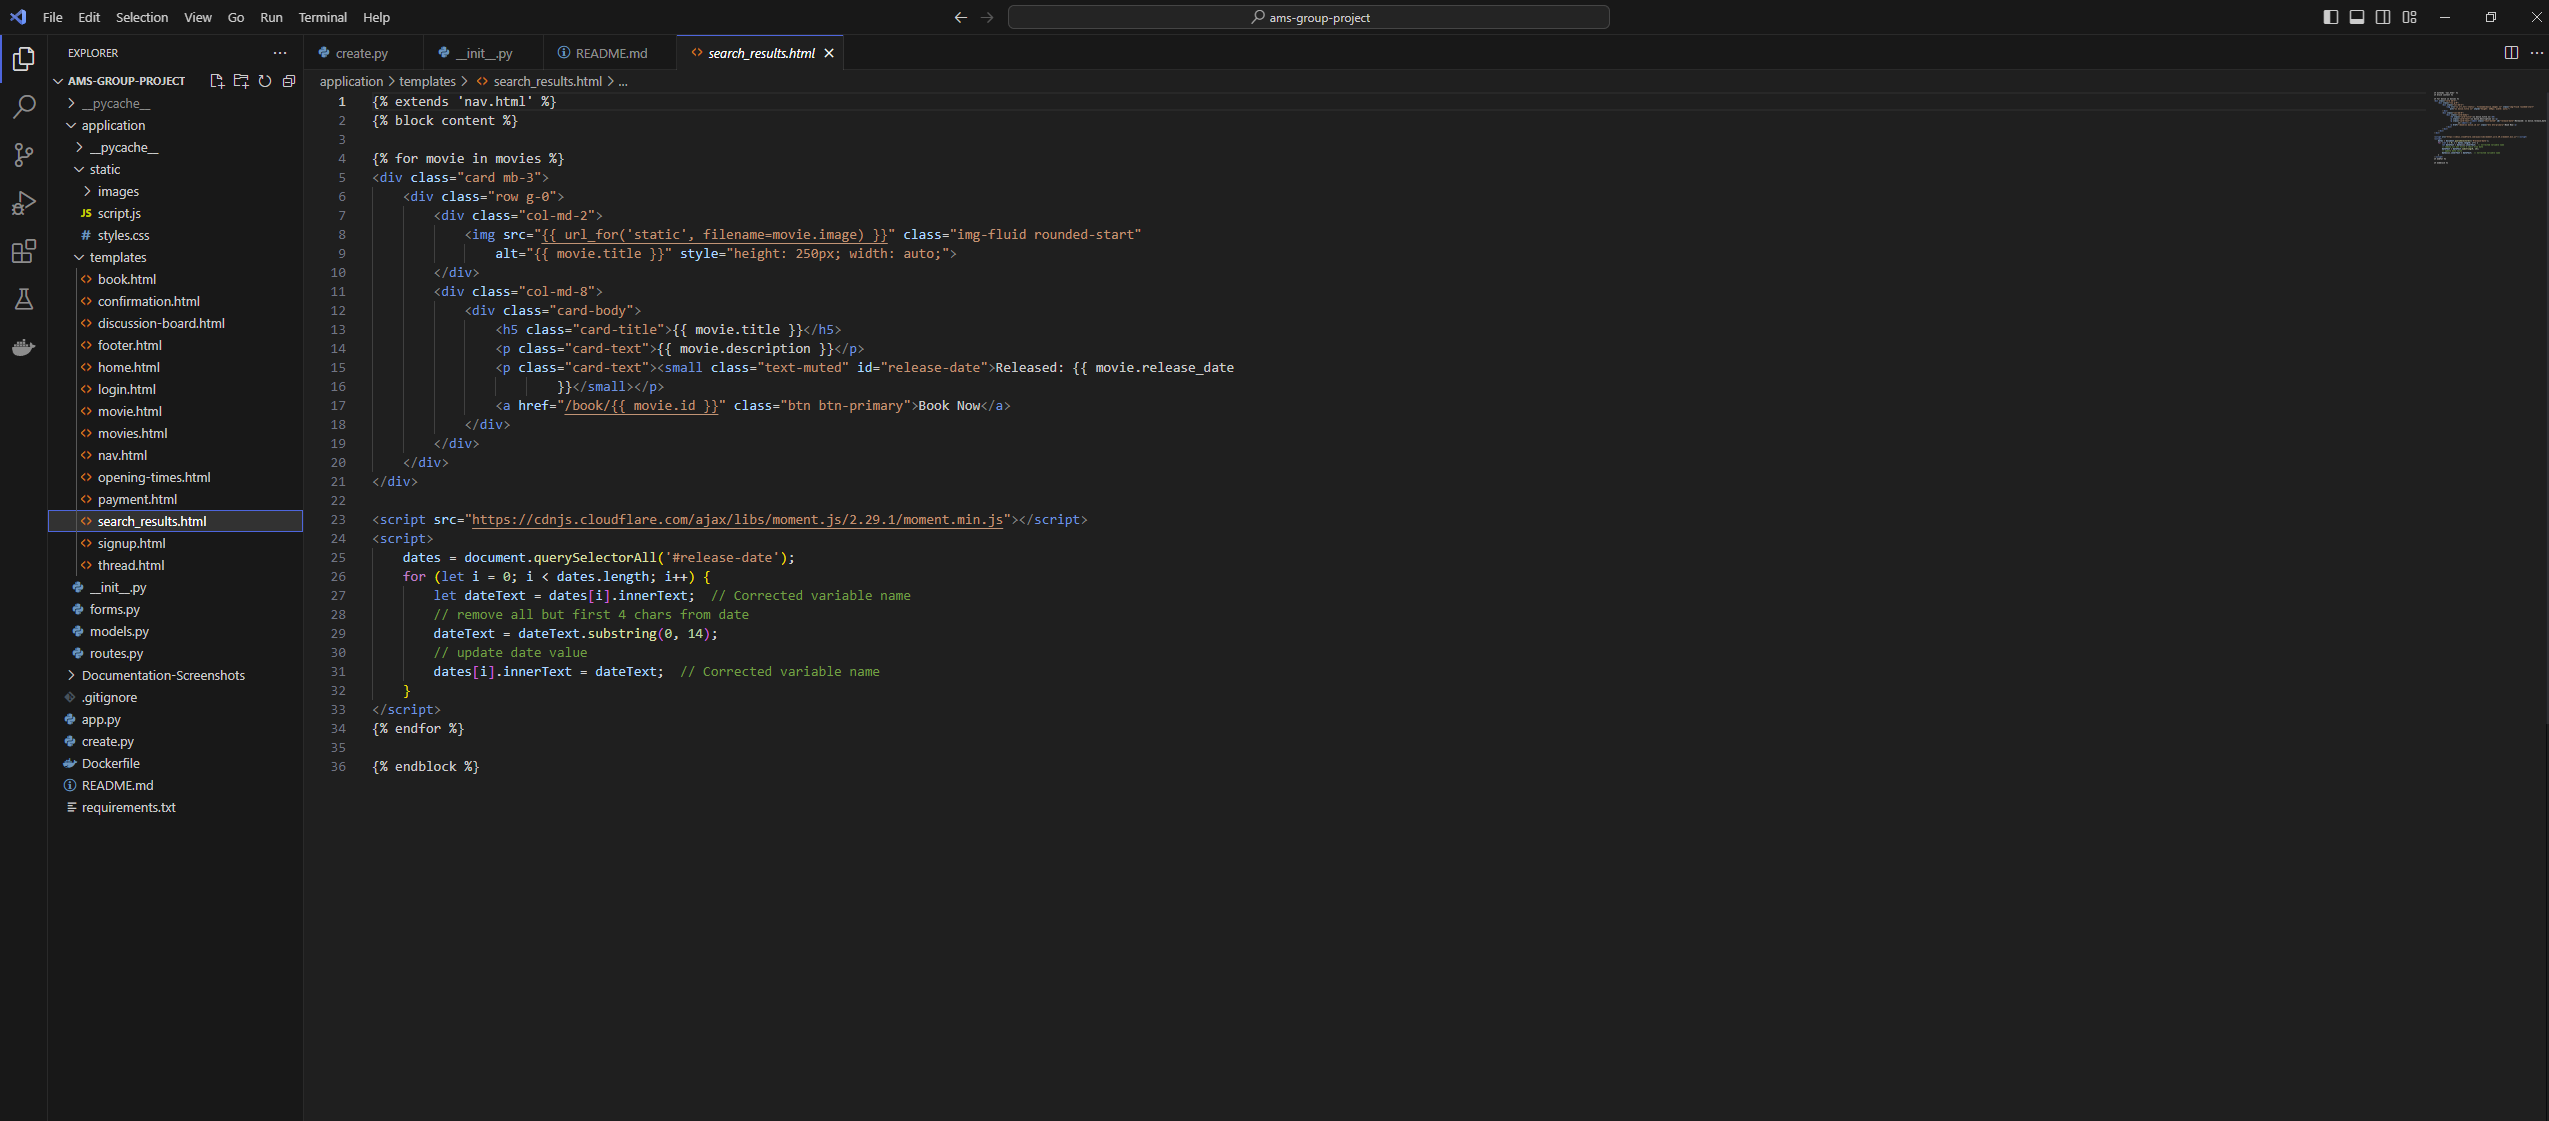 File Edit Selection View Go Run Terminal Help
ams-group-project
EXPLORER
AMS-GROUP-PROJECT
__pycache__
application
__pycache__
static
images
JS script.js
# styles.css
templates
<> book.html
<> confirmation.html
<> discussion-board.html
<> footer.html
<> home.html
<> login.html
<> movie.html
<> movies.html
<> nav.html
<> opening-times.html
<> payment.html
<> search_results.html
<> signup.html
<> thread.html
__init__.py
forms.py
models.py
routes.py
Documentation-Screenshots
.gitignore
app.py
create.py
Dockerfile
README.md
requirements.txt
create.py __init__.py README.md <> search_results.html
application > templates > <> search_results.html > ...
1 {% extends 'nav.html' %}
2 {% block content %}
3
4 {% for movie in movies %}
5 <div class="card mb-3">
6 <div class="row g-0">
7 <div class="col-md-2">
8 <img src="{{ url_for('static', filename=movie.image) }}" class="img-fluid rounded-start"
9 alt="{{ movie.title }}" style="height: 250px; width: auto;">
10 </div>
11 <div class="col-md-8">
12 <div class="card-body">
13 <h5 class="card-title">{{ movie.title }}</h5>
14 <p class="card-text">{{ movie.description }}</p>
15 <p class="card-text"><small class="text-muted" id="release-date">Released: {{ movie.release_date
16 }}</small></p>
17 <a href="/book/{{ movie.id }}" class="btn btn-primary">Book Now</a>
18 </div>
19 </div>
20 </div>
21 </div>
22
23 <script src="https://cdnjs.cloudflare.com/ajax/libs/moment.js/2.29.1/moment.min.js"></script>
24 <script>
25 dates = document.querySelectorAll('#release-date');
26 for (let i = 0; i < dates.length; i++) {
27 let dateText = dates[i].innerText; // Corrected variable name
28 // remove all but first 4 chars from date
29 dateText = dateText.substring(0, 14);
30 // update date value
31 dates[i].innerText = dateText; // Corrected variable name
32 }
33 </script>
34 {% endfor %}
35
36 {% endblock %}